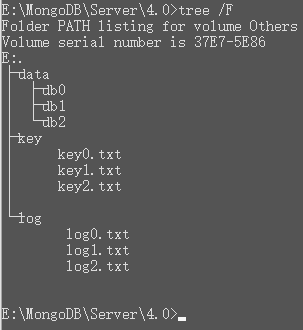 E:\MongoDB\Server\4.0>tree /F
Folder PATH listing for volume Others
Volume serial number is 37E7-5E86
E:.
├─data
│  ├─db0
│  ├─db1
│  └─db2
├─key
│      key0.txt
│      key1.txt
│      key2.txt
│
└─log
        log0.txt
        log1.txt
        log2.txt
E:\MongoDB\Server\4.0>_